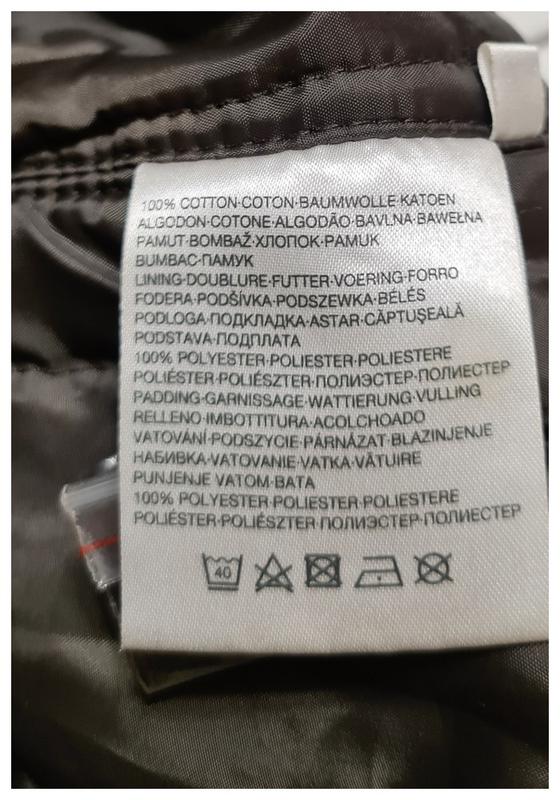 100% COTTON·COTON·BAUMWOLLE·KATOEN
ALGODON·COTONE·ALGODÃO·BAVLNA·BAWEŁNA
PAMUT·BOMBAŽ·ХЛОПОК·PAMUK
BUMBAC·ПАМУК
LINING·DOUBLURE·FUTTER·VOERING·FORRO
FODERA·PODŠÍVKA·PODSZEWKA·BÉLÉS
PODLOGA·ПОДКЛАДКА·ASTAR·CĂPTUŞEALĂ
PODSTAVA·ПОДПЛАТА
100% POLYESTER·POLIESTER·POLIESTERE
POLIÉSTER·POLIÉSZTER·ПОЛИЭСТЕР·ПОЛИЕСТЕР
PADDING·GARNISSAGE·WATTIERUNG·VULLING
RELLENO·IMBOTTITURA·ACOLCHOADO
VATOVÁNÍ·PODSZYCIE·PÁRNÁZAT·BLAZINJENJE
НАБИВКА·VATOVANIE·VATKA·VĂTUIRE
PUNJENJE VATOM·ВАТА
100% POLYESTER·POLIESTER·POLIESTERE
POLIÉSTER·POLIÉSZTER·ПОЛИЭСТЕР·ПОЛИЕСТЕР
40